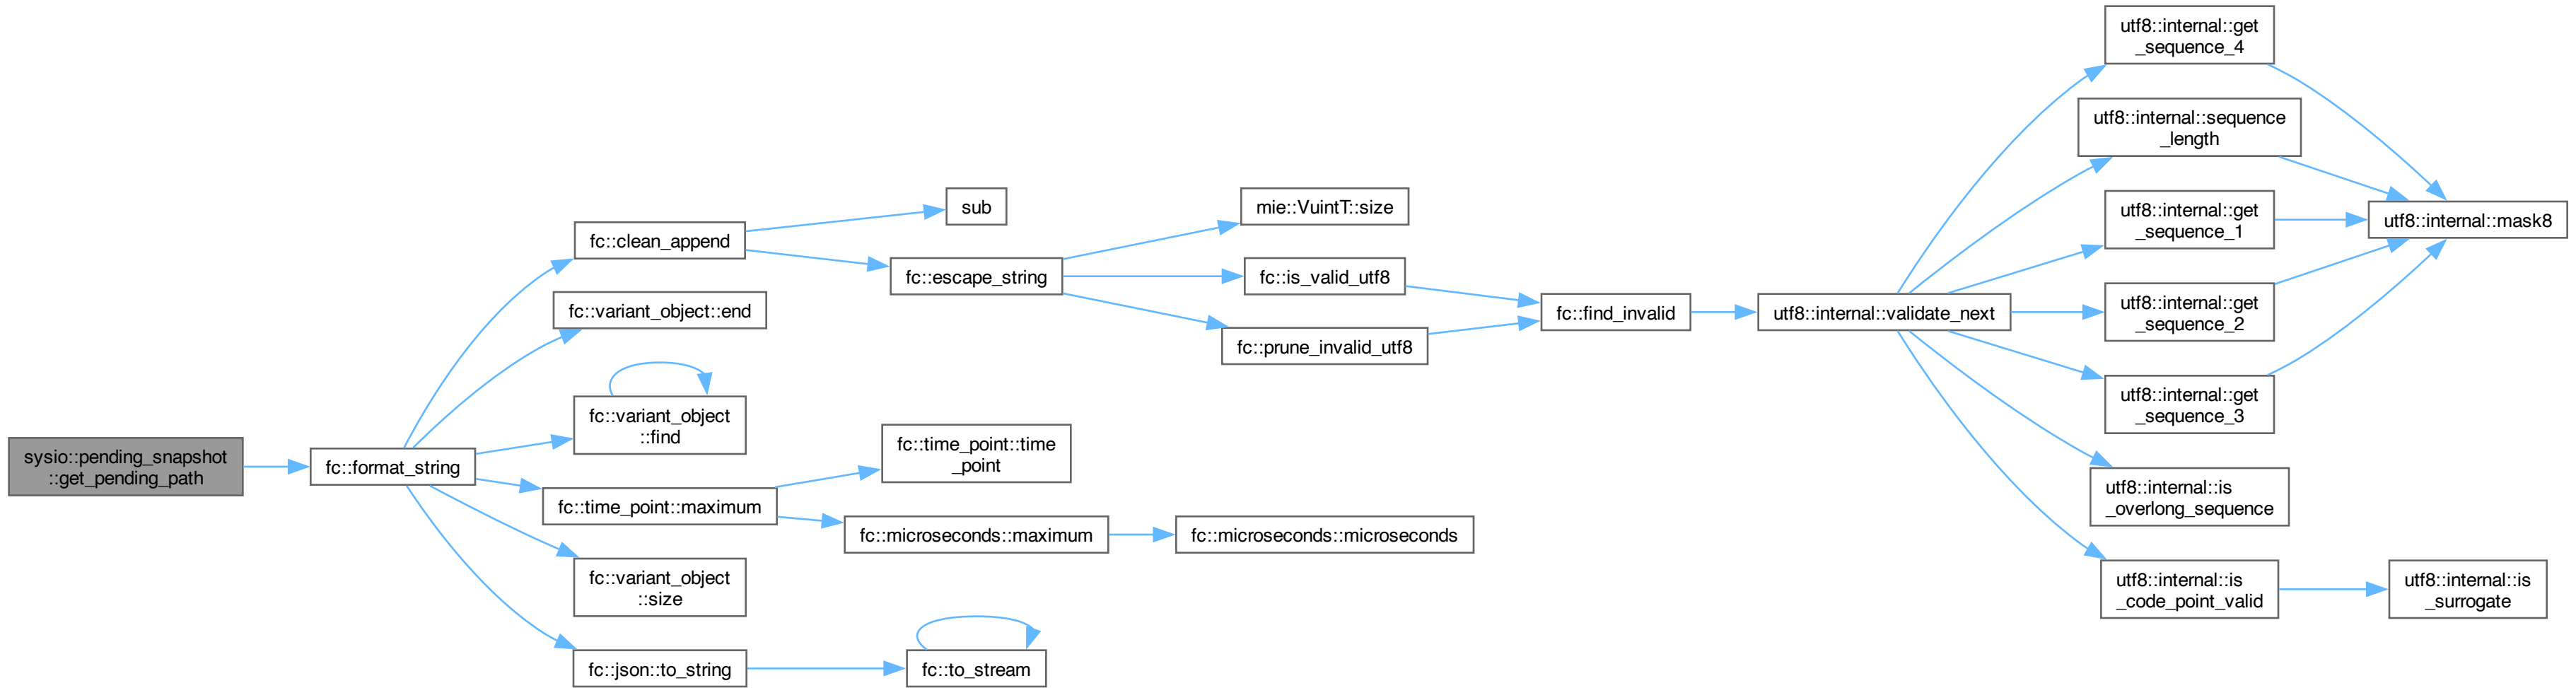 sysio::pending_snapshot
::get_pending_path
fc::format_string
fc::clean_append
sub
fc::escape_string
mie::VuintT::size
fc::is_valid_utf8
fc::prune_invalid_utf8
fc::find_invalid
utf8::internal::validate_next
utf8::internal::get
_sequence_4
utf8::internal::sequence
_length
utf8::internal::get
_sequence_1
utf8::internal::get
_sequence_2
utf8::internal::get
_sequence_3
utf8::internal::is
_overlong_sequence
utf8::internal::is
_code_point_valid
utf8::internal::mask8
utf8::internal::is
_surrogate
fc::variant_object::end
fc::variant_object
::find
fc::time_point::maximum
fc::time_point::time
_point
fc::microseconds::maximum
fc::microseconds::microseconds
fc::variant_object
::size
fc::json::to_string
fc::to_stream